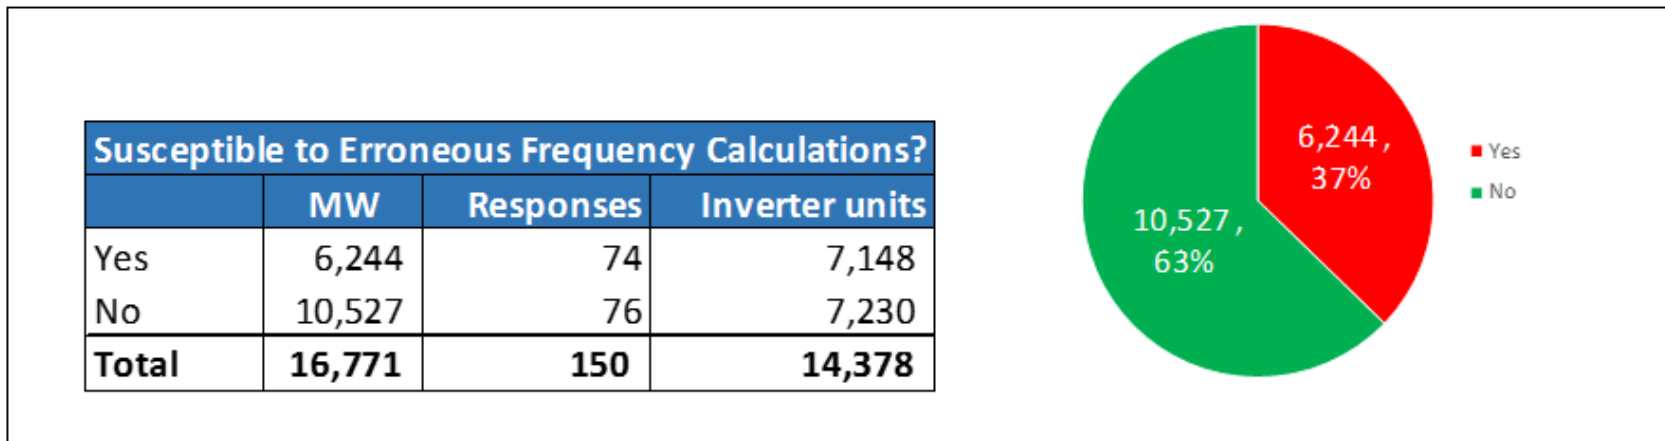 Susceptible to Erroneous Frequency Calculations?
MW Responses Inverter units
Yes 6,244 74 7,148
No 10,527 76 7,230
Total 16,771 150 14,378
6,244 ,
37%
10,527 ,
63%
Yes
No